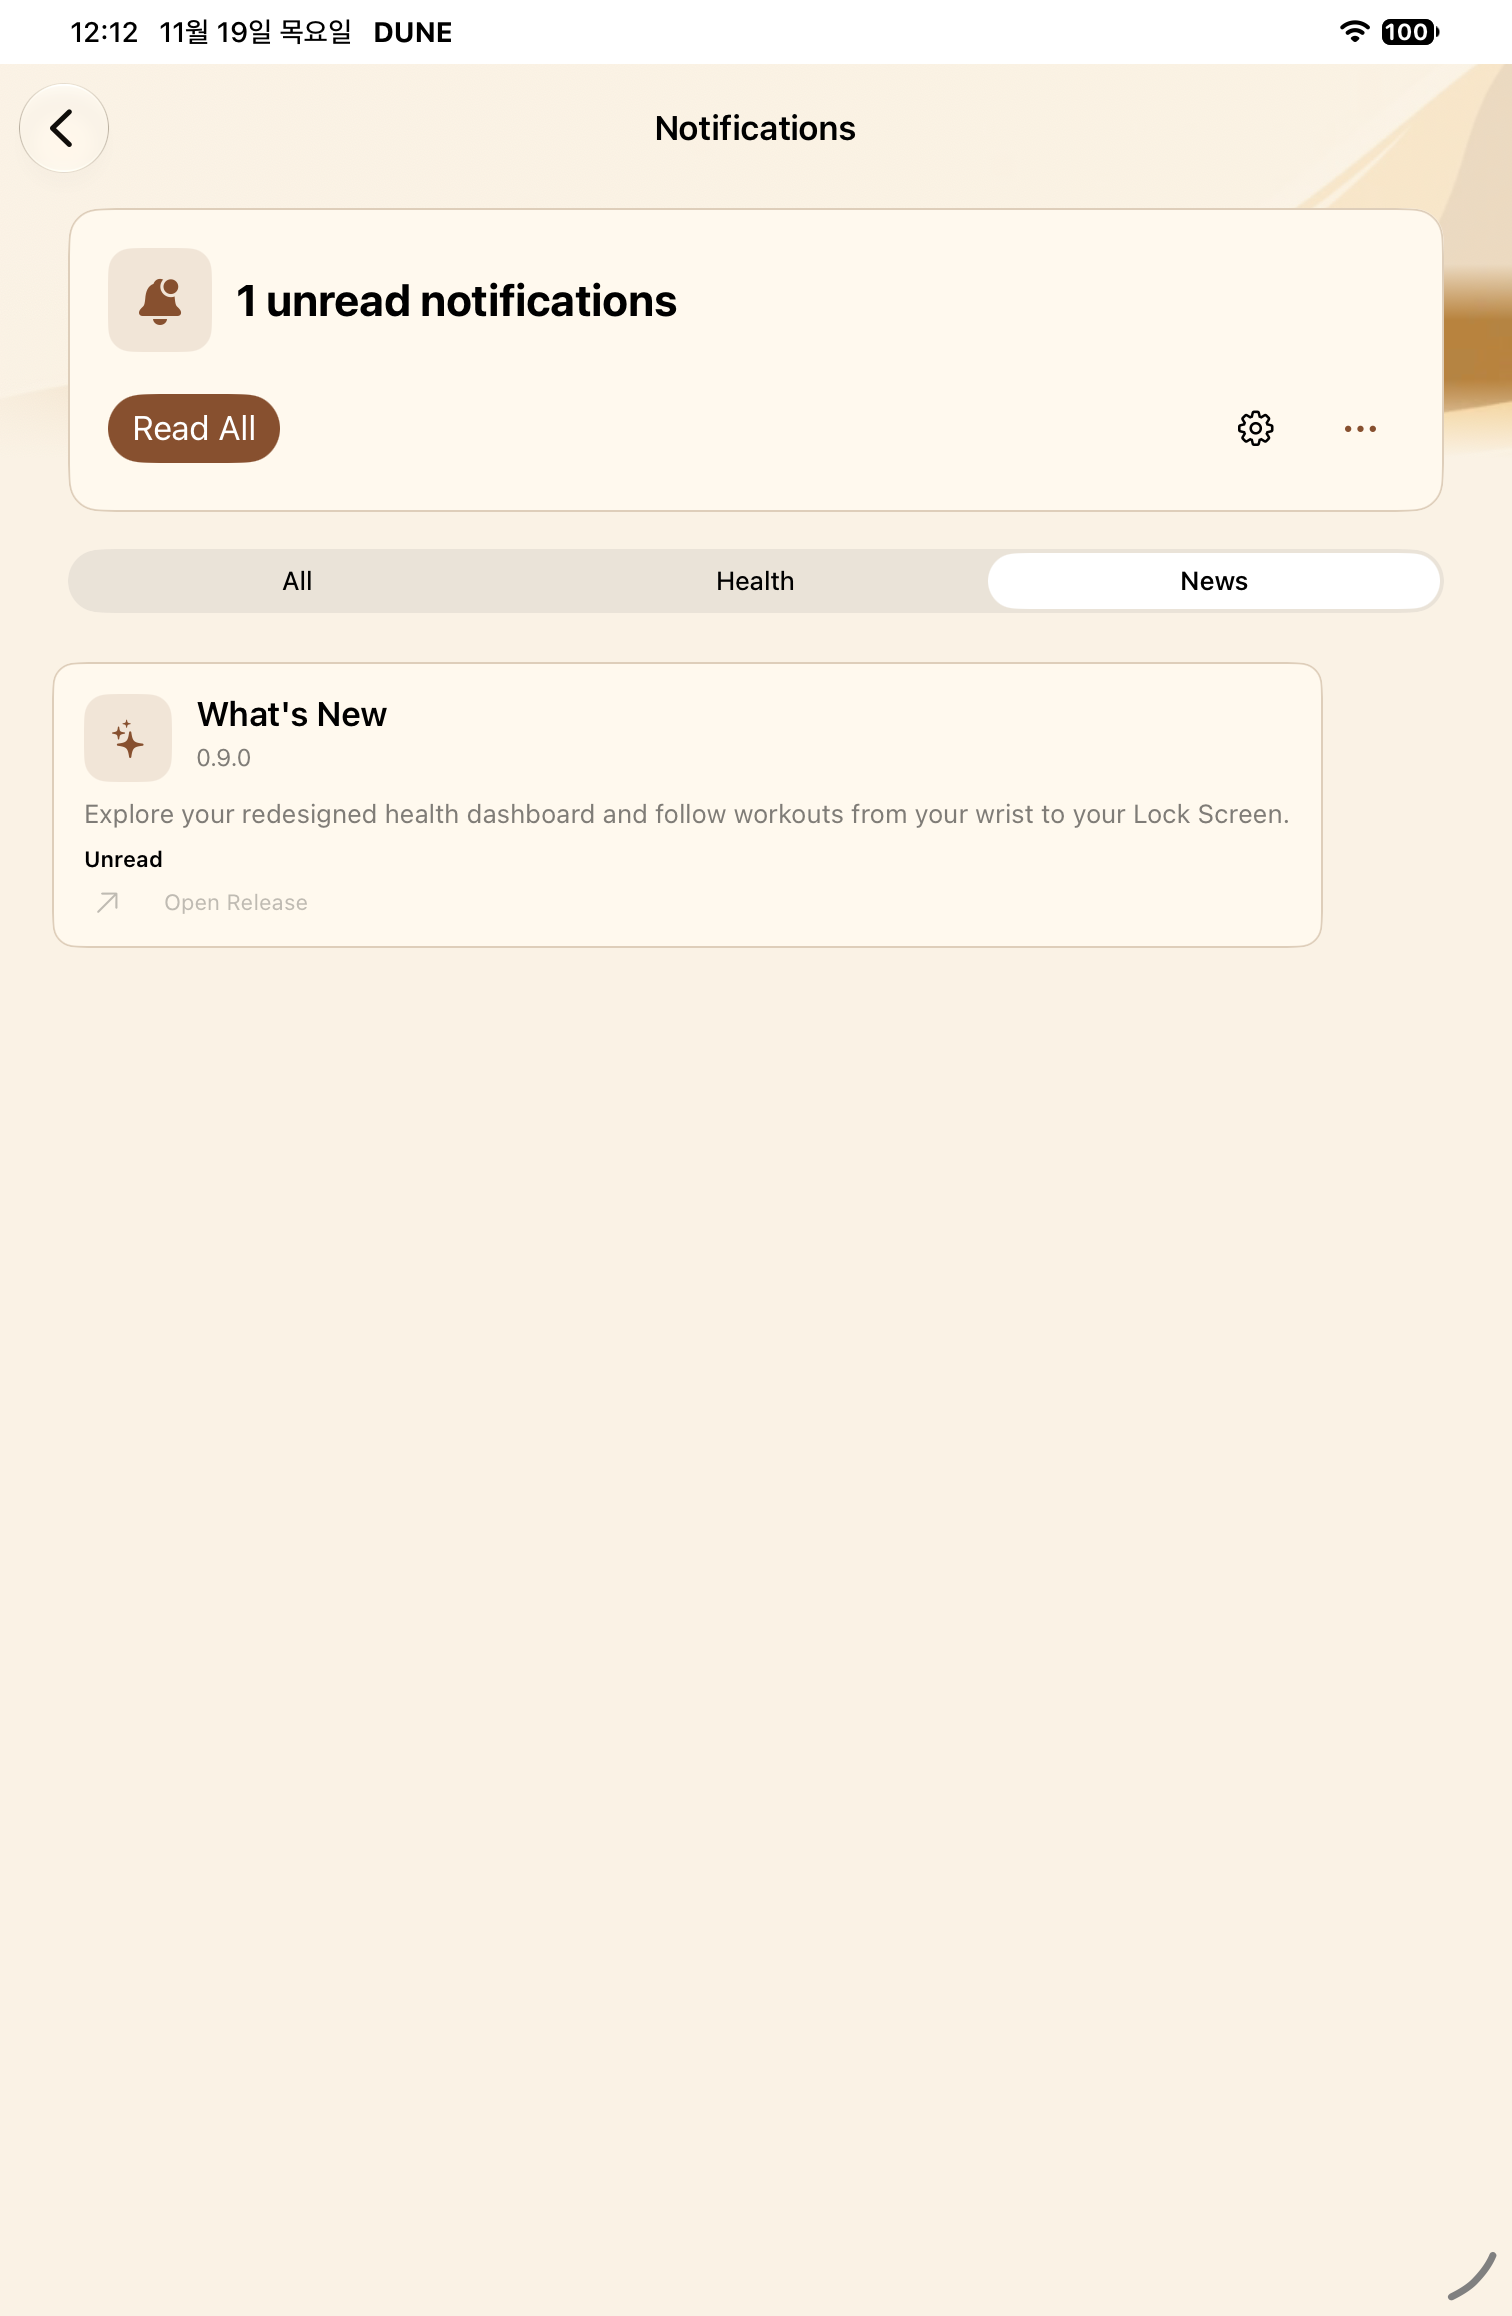 12:12 11월 19일 목요일 DUNE
100
Notifications
1 unread notifications
Read All
All
Health
News
What's New
0.9.0
Explore your redesigned health dashboard and follow workouts from your wrist to your Lock Screen.
Unread
Open Release